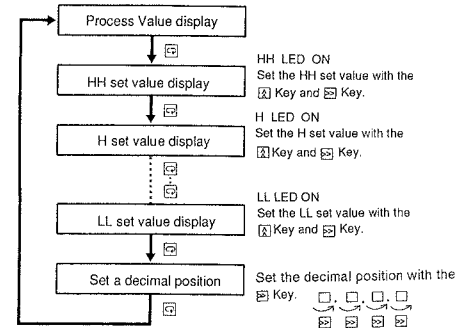 Process Value display
HH LED ON
HH set value display
Set the HH set value with the
Key and Key.
H LED ON
H set value display
Set the H set value with the
Key and Key.
LL LED ON
LL set value display
Set the LL set value with the
Key and Key.
Set a decimal position
Set the decimal position with the
Key.